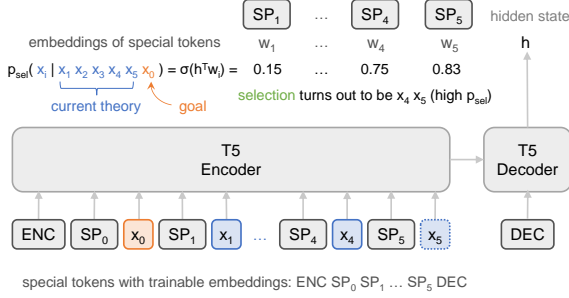 SP1 … SP4 SP5 hidden state
embeddings of special tokens w1 … w4 w5 h
psel( xi | x1 x2 x3 x4 x5 x0 ) = σ(hᵀwi) = 0.15 … 0.75 0.83
current theory goal selection turns out to be x4 x5 (high psel)
T5 Encoder T5 Decoder
ENC SP0 x0 SP1 x1 … SP4 x4 SP5 x5 DEC
special tokens with trainable embeddings: ENC SP0 SP1 … SP5 DEC